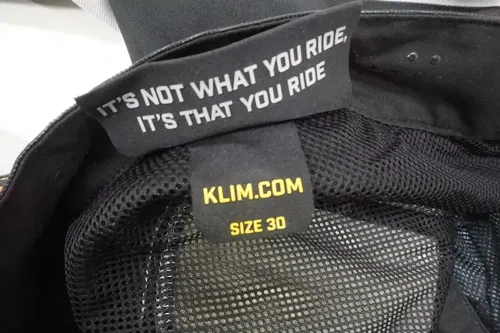 IT'S NOT WHAT YOU RIDE,
IT'S THAT YOU RIDE
KLIM.COM
SIZE 30